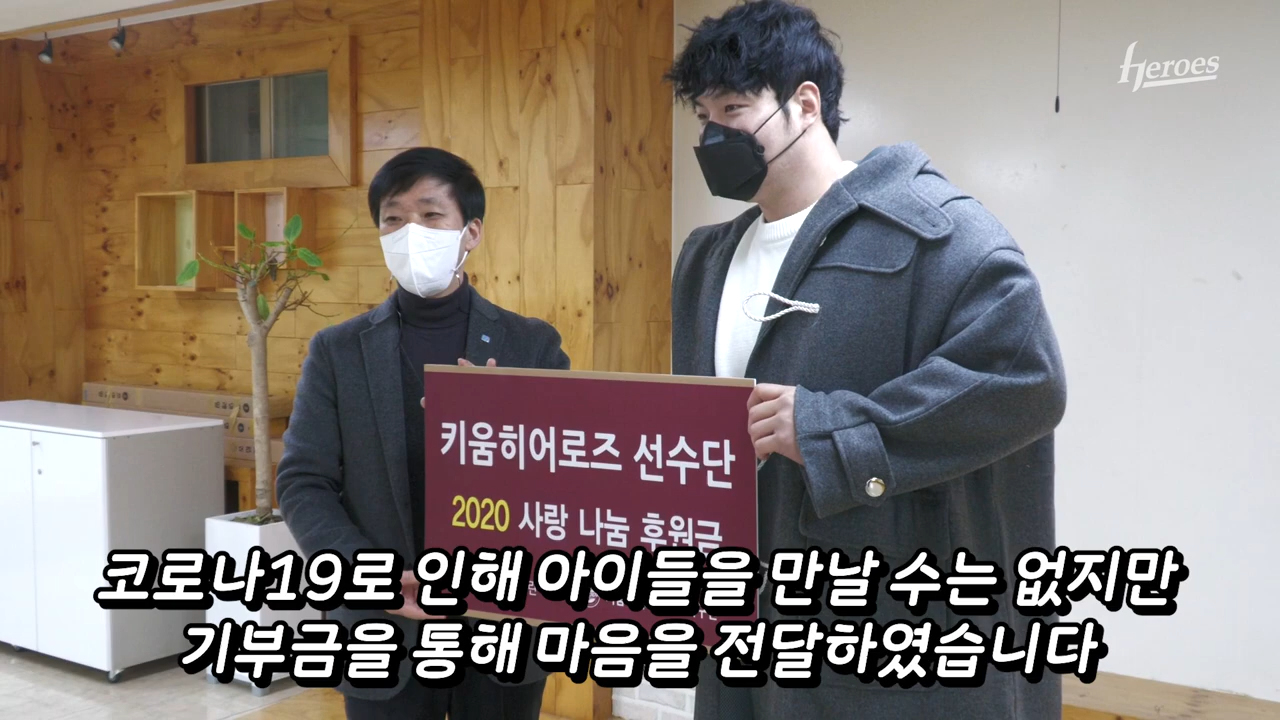 Heroes
키움히어로즈 선수단
2020 사랑 나눔 후원금
코로나19로 인해 아이들을 만날 수는 없지만
기부금을 통해 마음을 전달하였습니다